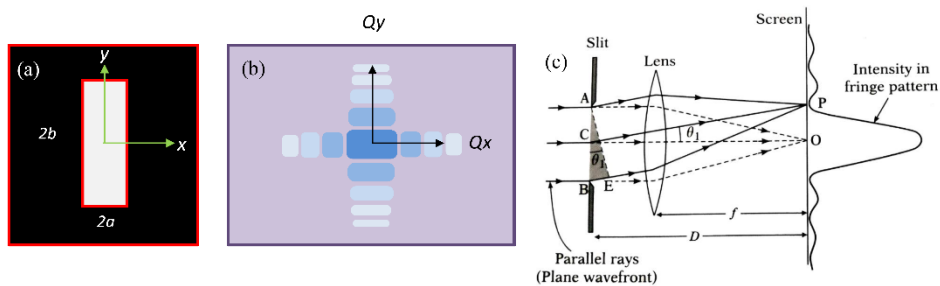 (a)
y
2b
x
2a
Qy
(b)
Qx
(c)
Screen
Slit
Lens
Intensity in
fringe pattern
A
P
C
θ1
O
θ1
B
E
f
D
Parallel rays
(Plane wavefront)